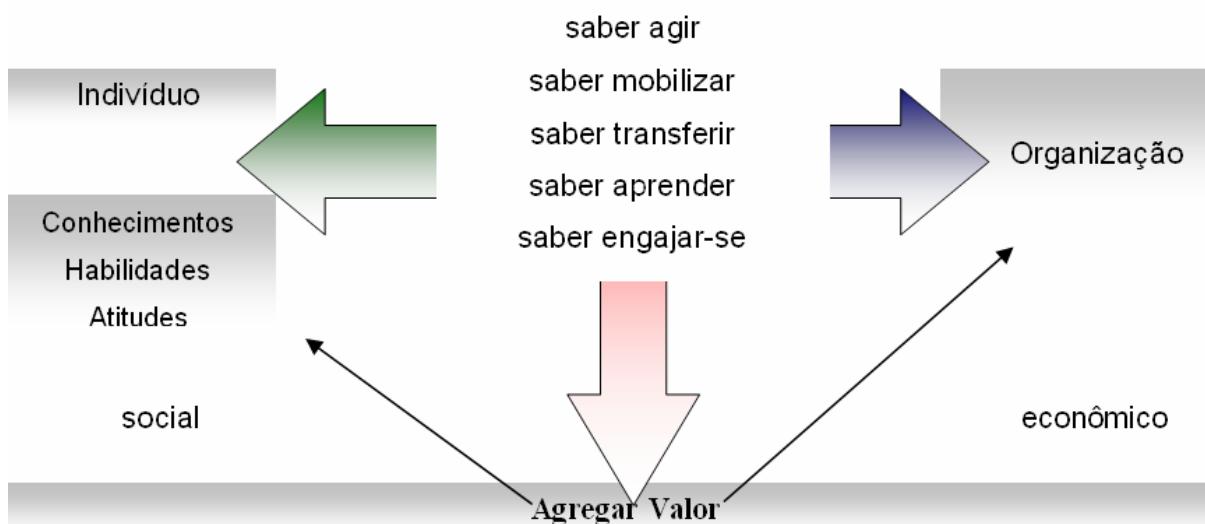 saber agir
saber mobilizar
saber transferir
saber aprender
saber engajar-se
Indivíduo
Conhecimentos
Habilidades
Atitudes
social
Organização
econômico
Agregar Valor